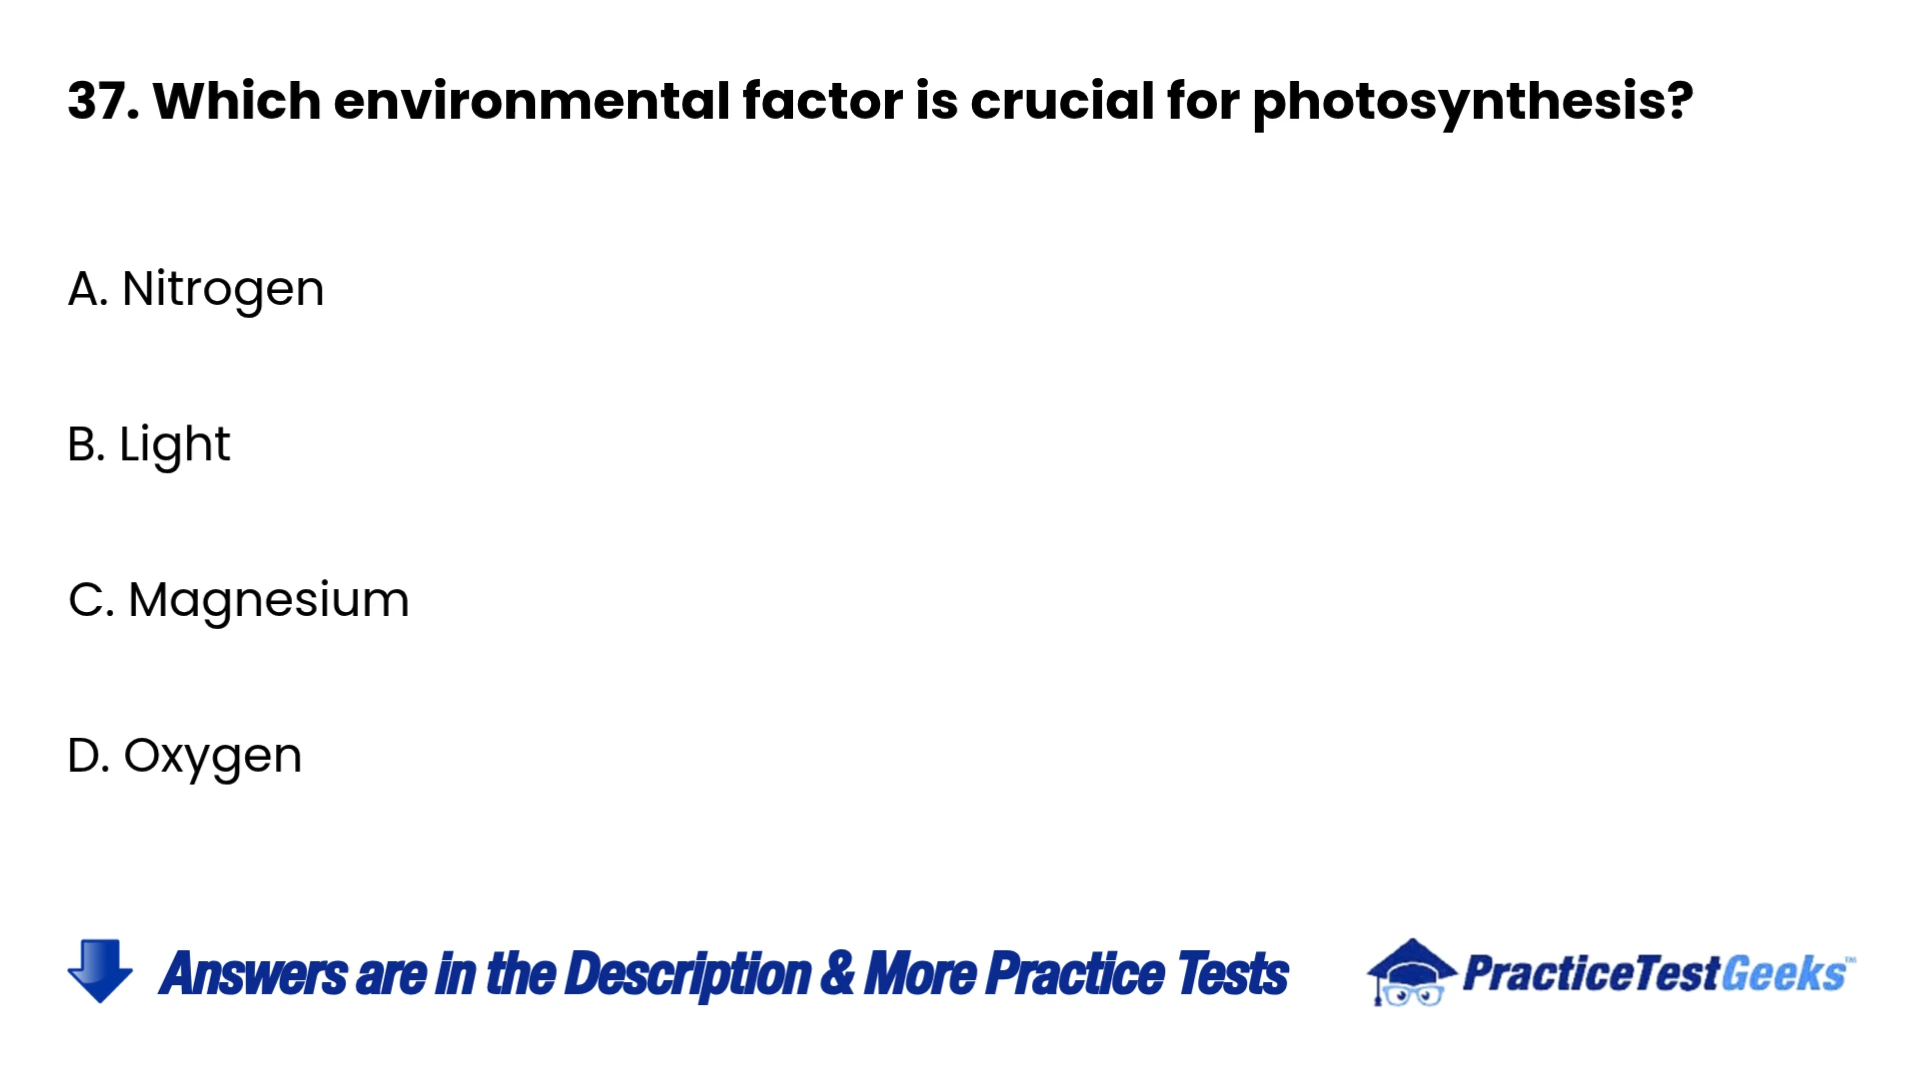 37. Which environmental factor is crucial for photosynthesis?
A. Nitrogen
B. Light
C. Magnesium
D. Oxygen
Answers are in the Description & More Practice Tests
PracticeTestGeeks™